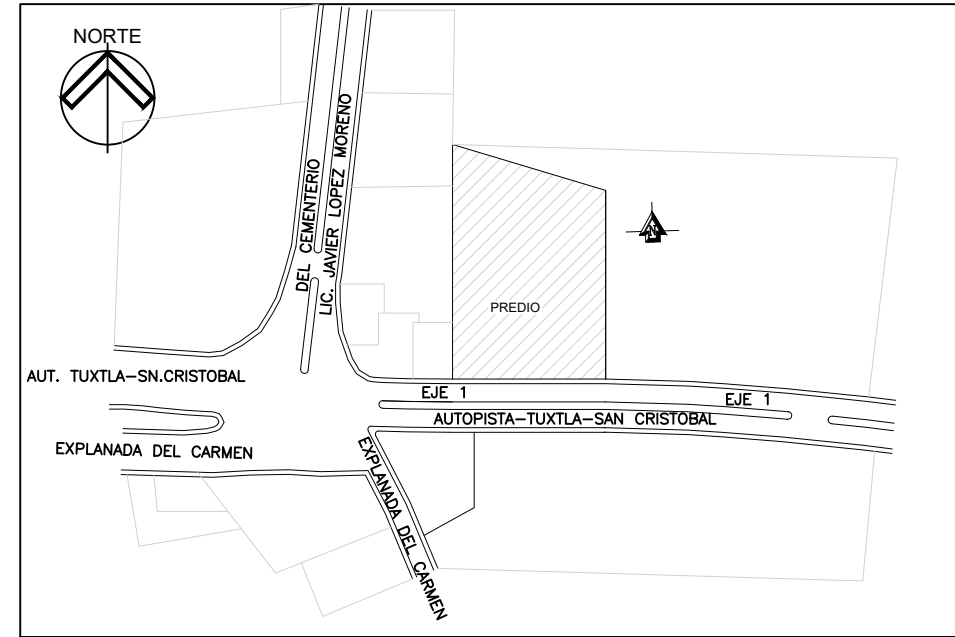 NORTE
DEL CEMENTERIO
LIC. JAVIER LOPEZ MORENO
N
PREDIO
AUT. TUXTLA-SN.CRISTOBAL
EJE 1
EJE 1
AUTOPISTA-TUXTLA-SAN CRISTOBAL
EXPLANADA DEL CARMEN
EXPLANADA DEL CARMEN